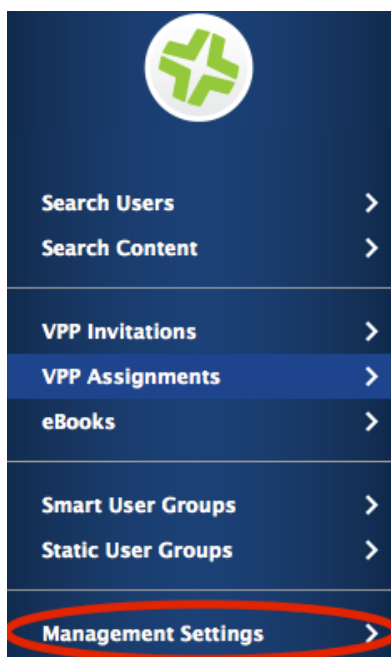 Search Users
Search Content
VPP Invitations
VPP Assignments
eBooks
Smart User Groups
Static User Groups
Management Settings